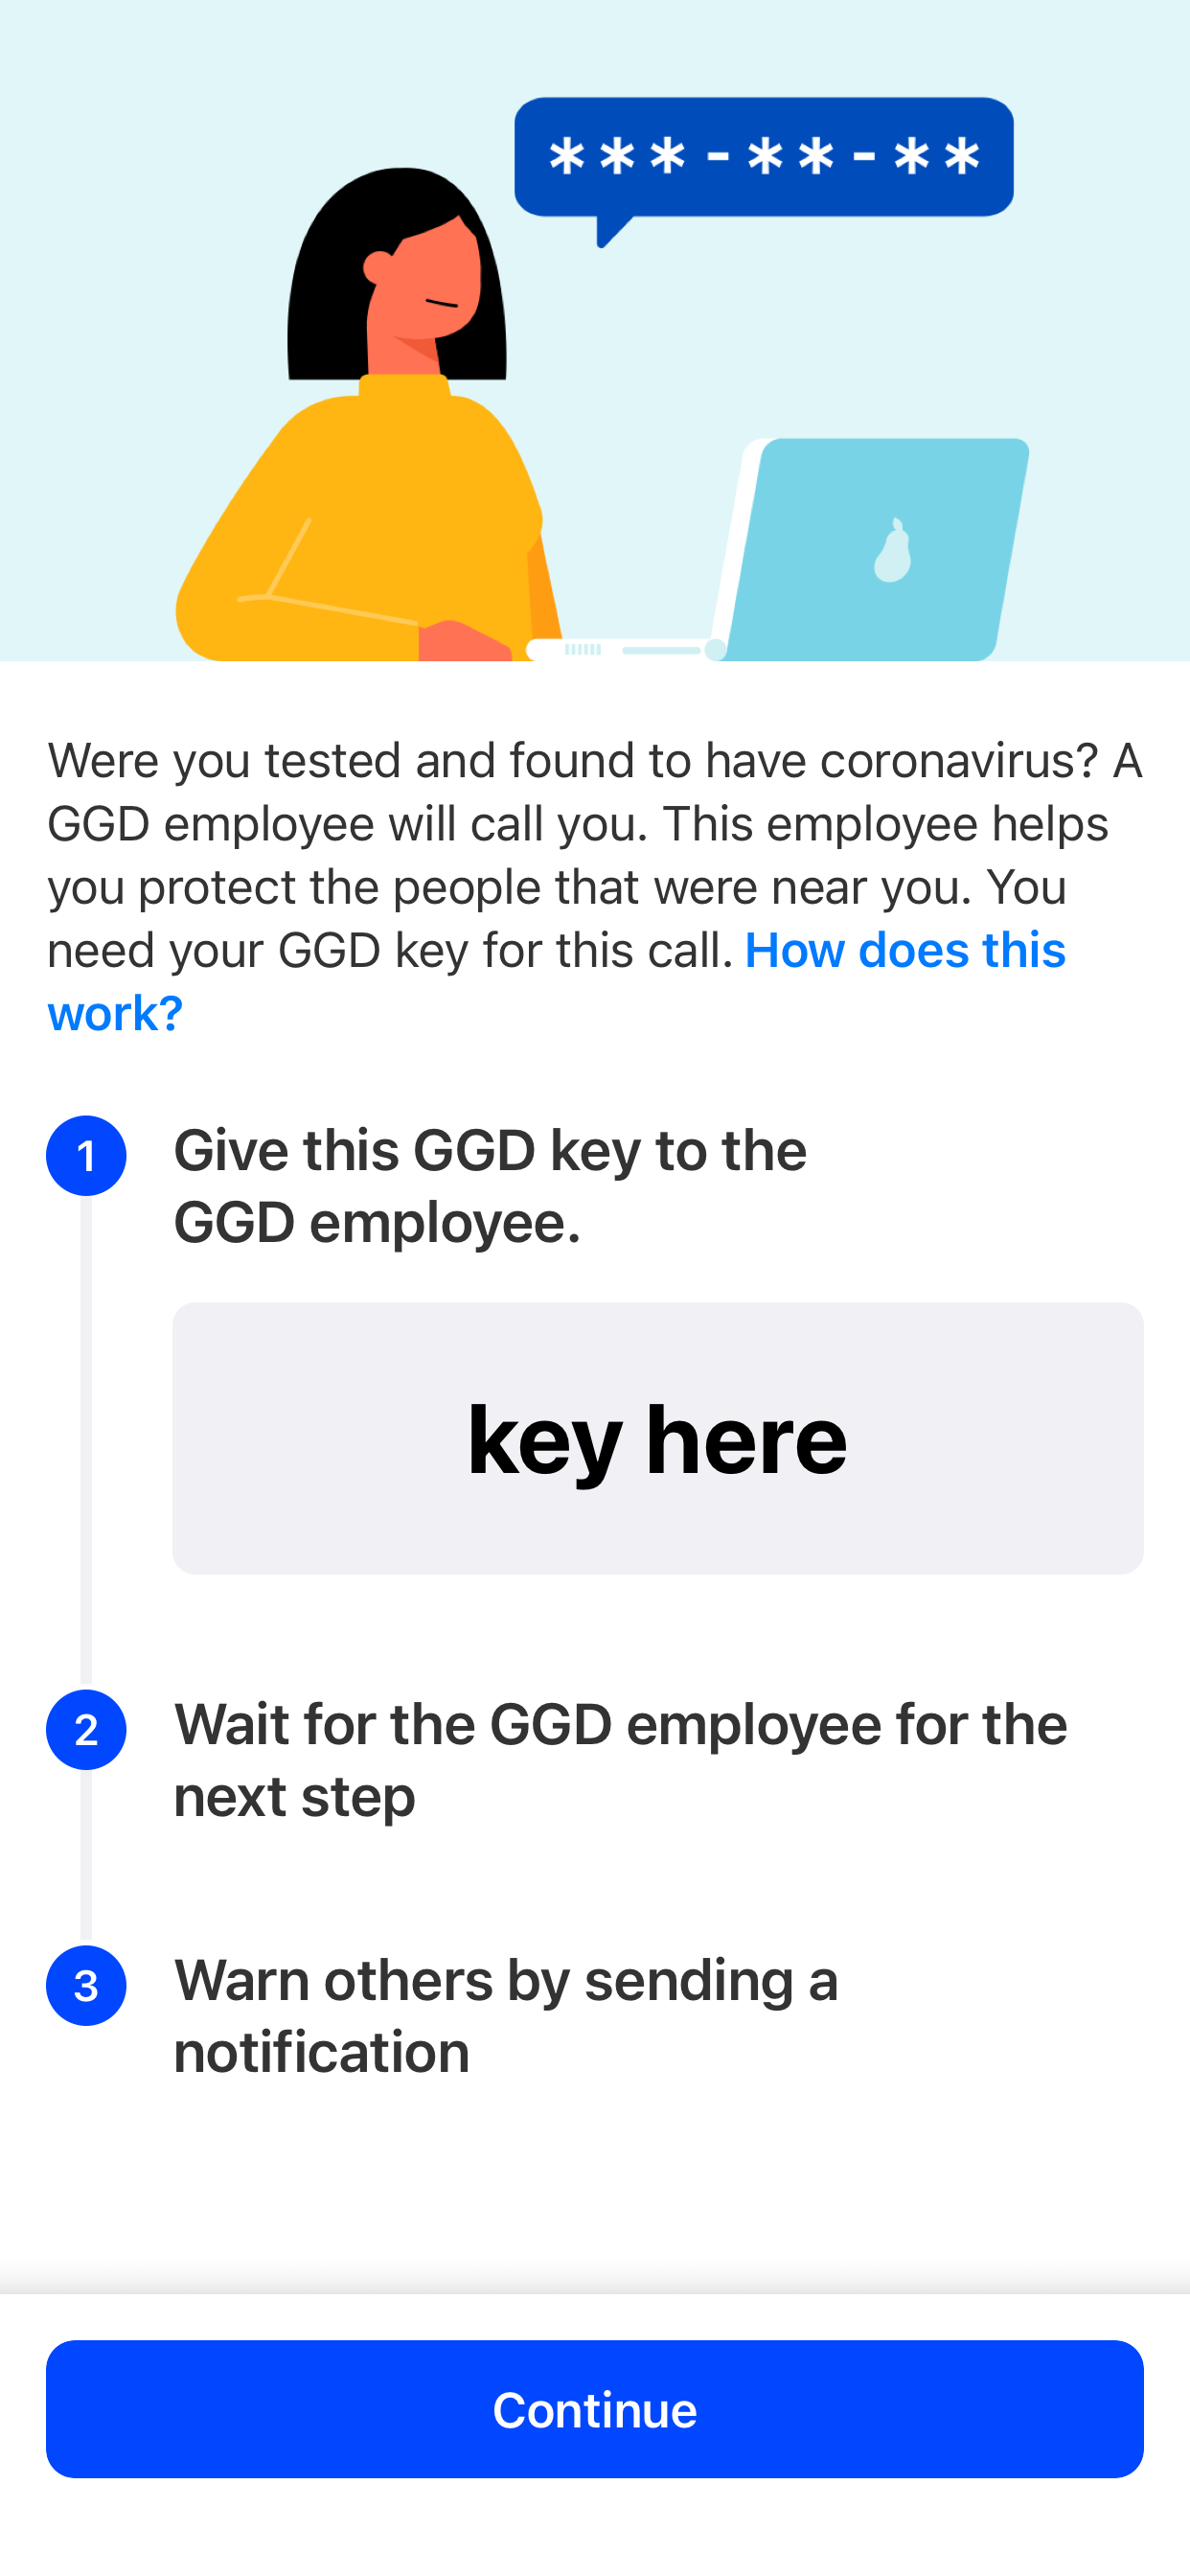 ***-**-**
Were you tested and found to have coronavirus? A
GGD employee will call you. This employee helps
you protect the people that were near you. You
need your GGD key for this call. How does this
work?
1
Give this GGD key to the
GGD employee.
key here
2
Wait for the GGD employee for the
next step
3
Warn others by sending a
notification
Continue